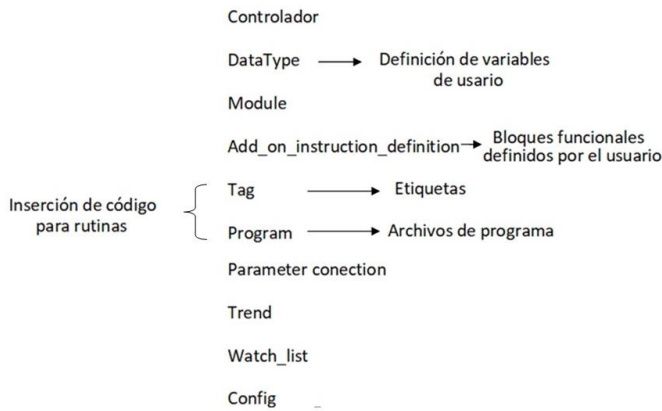 Controlador
DataType
Definición de variables
de usario
Module
Add_on_instruction_definition
Bloques funcionales
definidos por el usuario
Inserción de código
para rutinas
Tag
Etiquetas
Program
Archivos de programa
Parameter conection
Trend
Watch_list
Config _